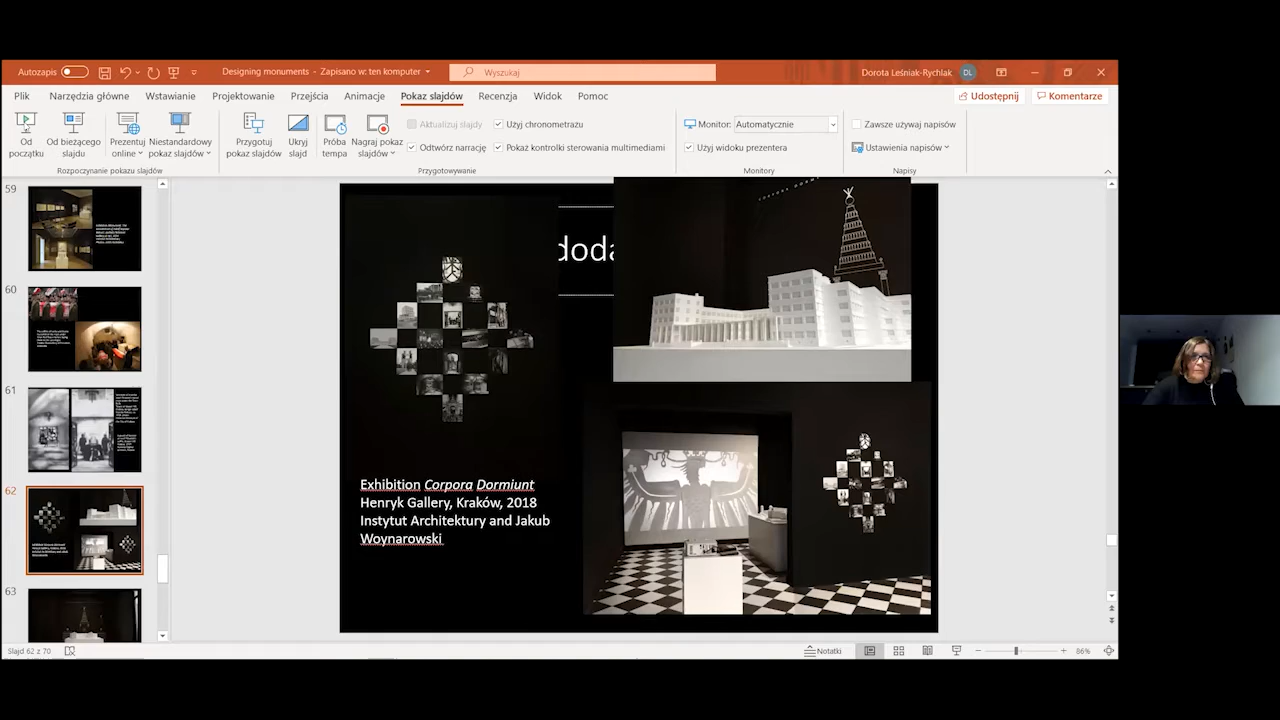 Autozapis
Designing monuments - Zapisano w: ten komputer
Wyszukaj
Dorota Leśniak-Rychlak
DL
Plik
Narzędzia główne
Wstawianie
Projektowanie
Przejścia
Animacje
Pokaz slajdów
Recenzja
Widok
Pomoc
Udostępnij
Komentarze
Od początku
Od bieżącego slajdu
Prezentuj online
Niestandardowy pokaz slajdów
Rozpoczynanie pokazu slajdów
Przygotuj pokaz slajdów
Ukryj slajd
Próba tempa
Nagraj pokaz slajdów
Aktualizuj slajdy
Odtwórz narrację
Użyj chronometrażu
Pokaż kontrolki sterowania multimediami
Przygotowywanie
Monitor:
Automatycznie
Użyj widoku prezentera
Monitory
Zawsze używaj napisów
Ustawienia napisów
Napisy
59
60
61
62
63
doda
Exhibition Corpora Dormiunt
Henryk Gallery, Kraków, 2018
Instytut Architektury and Jakub
Woynarowski
Slajd 62 z 70
Notatki
86%